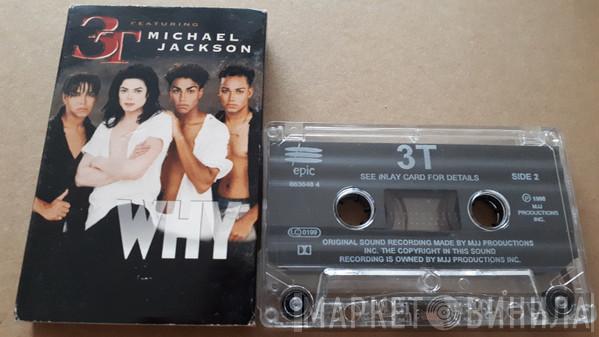 3T
FEATURING
MICHAEL
JACKSON
WHY
epic
3T
SEE INLAY CARD FOR DETAILS
SIDE 2
℗ 1996
MJJ
PRODUCTIONS
INC.
LC 0199
ORIGINAL SOUND RECORDING MADE BY MJJ PRODUCTIONS
INC. THE COPYRIGHT IN THIS SOUND
RECORDING IS OWNED BY MJJ PRODUCTIONS INC.
МАРКЕТ ВИНИЛА